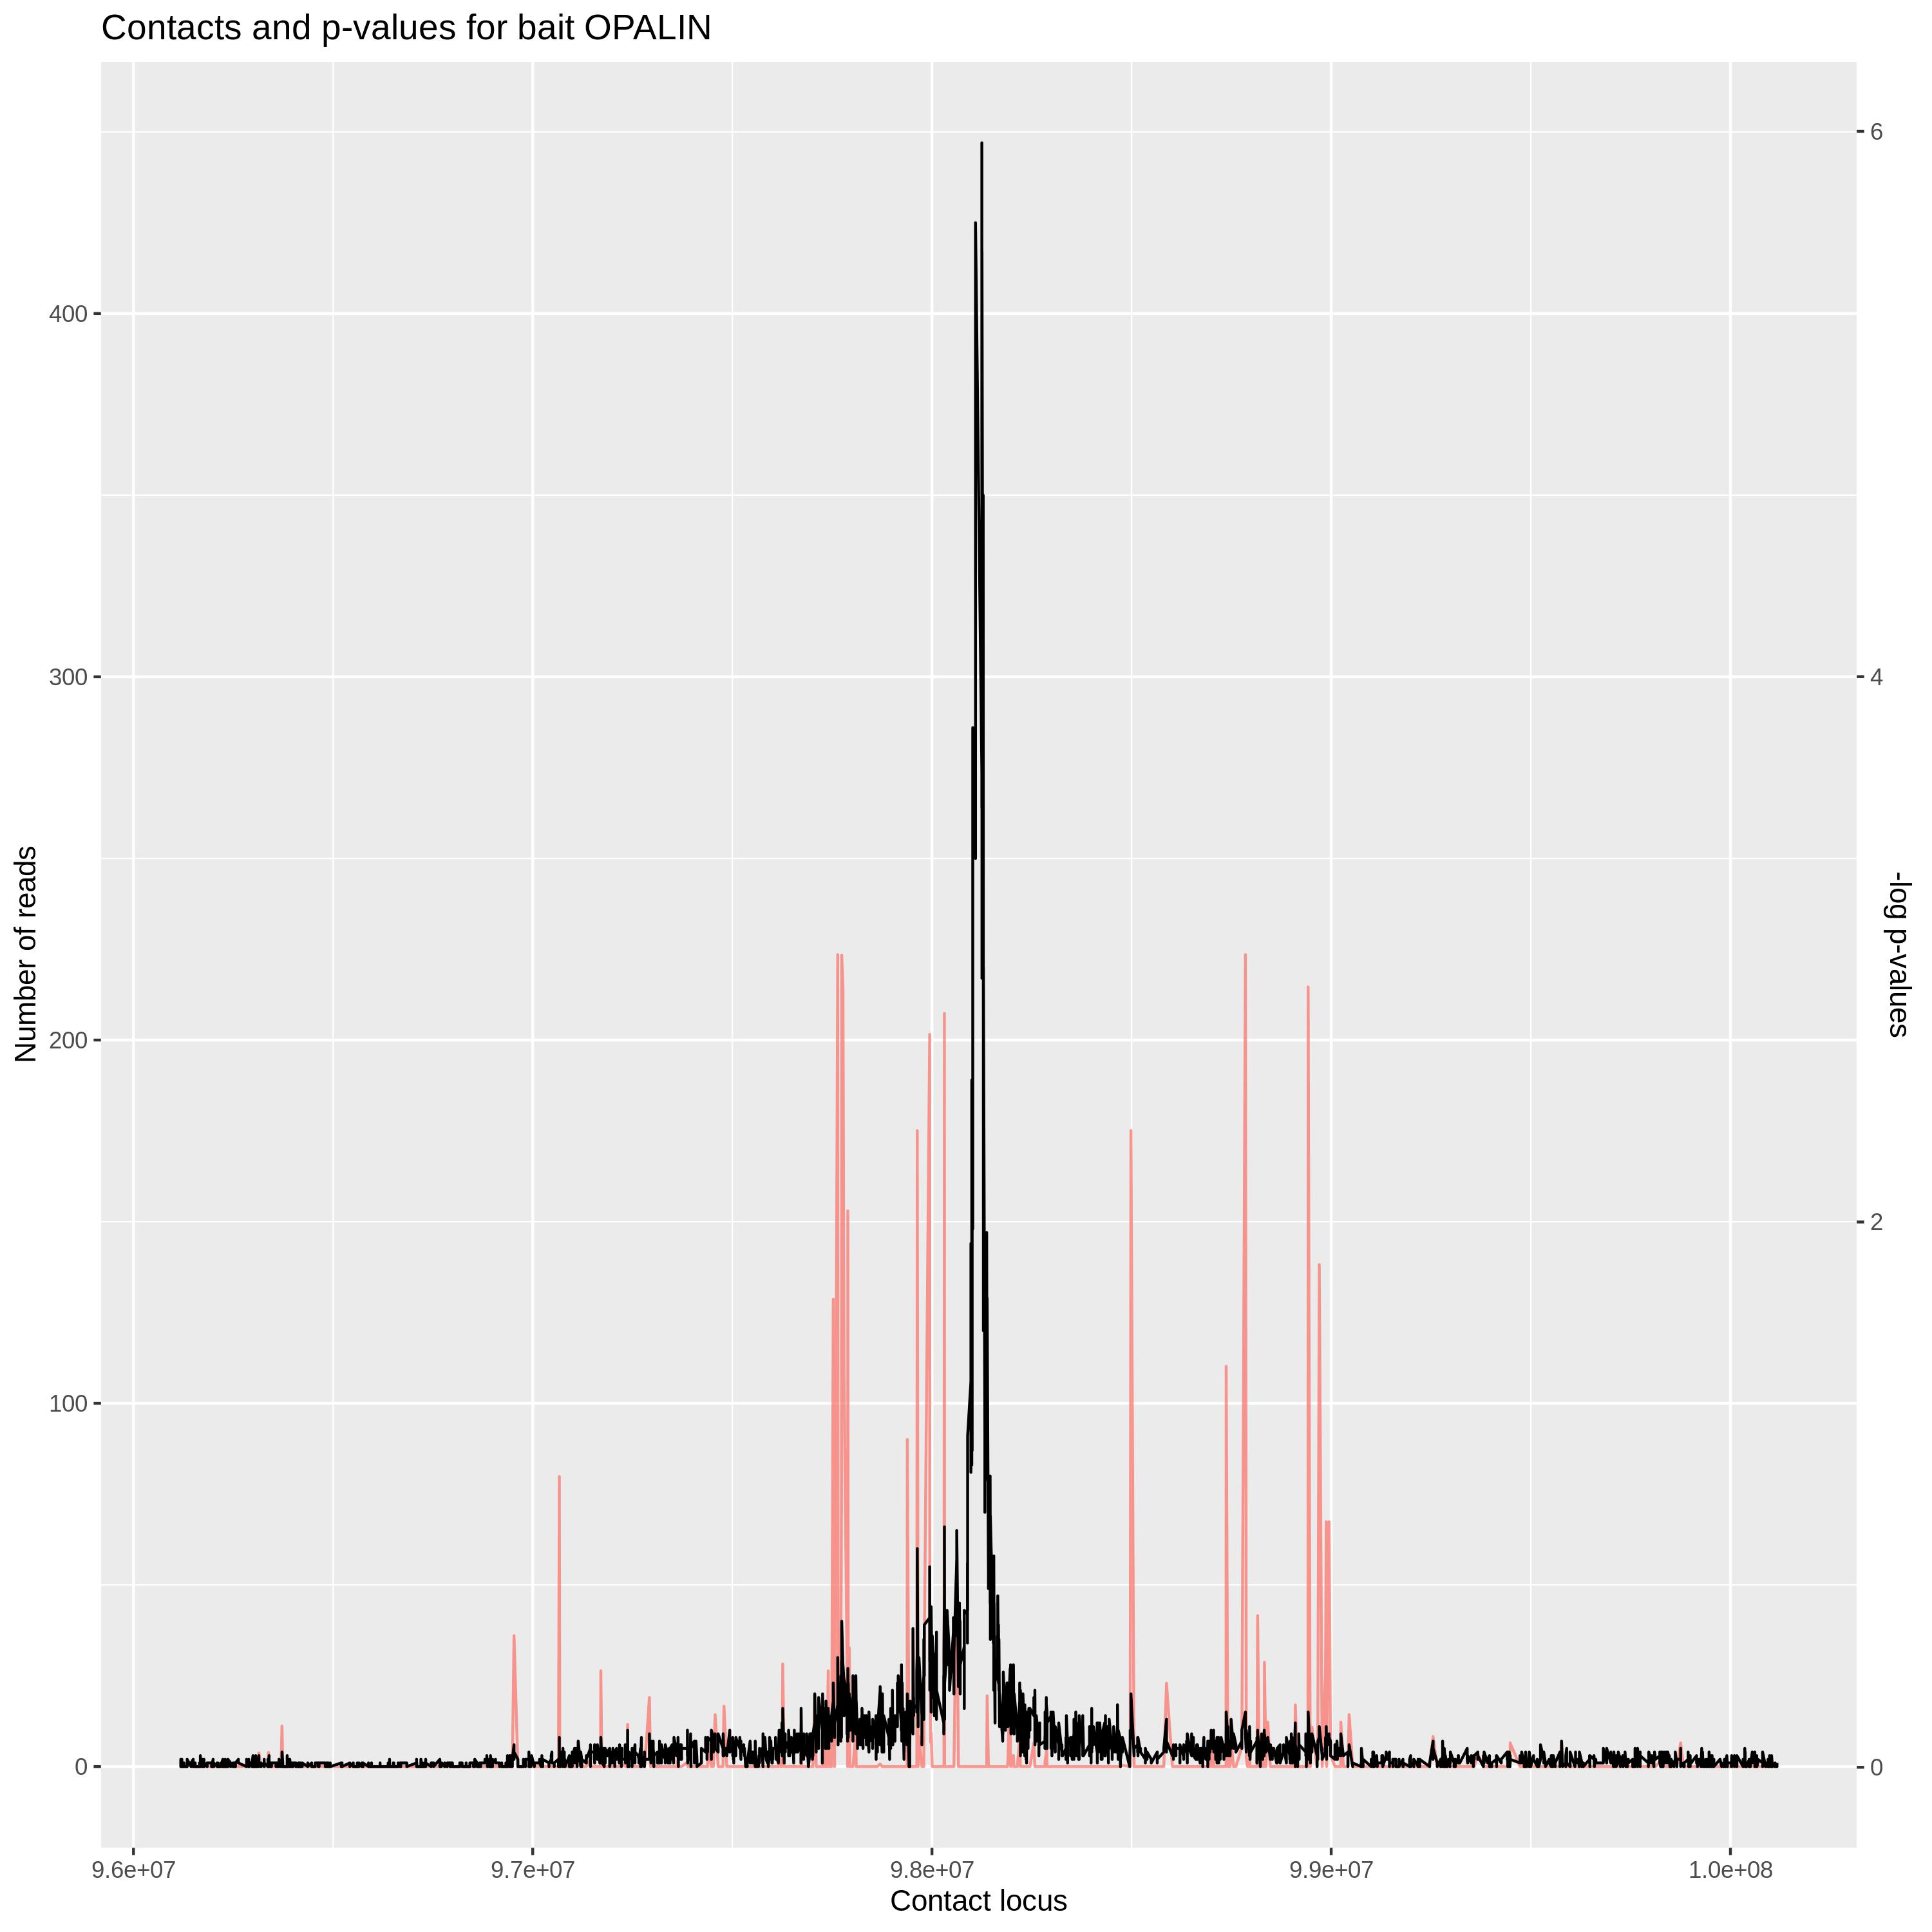 Contacts and p-values for bait OPALIN
Number of reads
400
300
200
100
0
6
4
2
0
-log p-values
9.6e+07
9.7e+07
9.8e+07
9.9e+07
1.0e+08
Contact locus